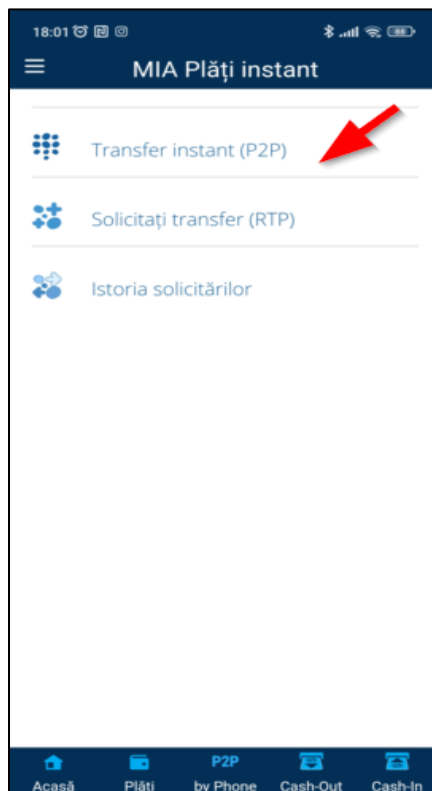 18:01
MIA Plăți instant
Transfer instant (P2P)
Solicitați transfer (RTP)
Istoria solicitărilor
P2P
Acasă Plăți by Phone Cash-Out Cash-In